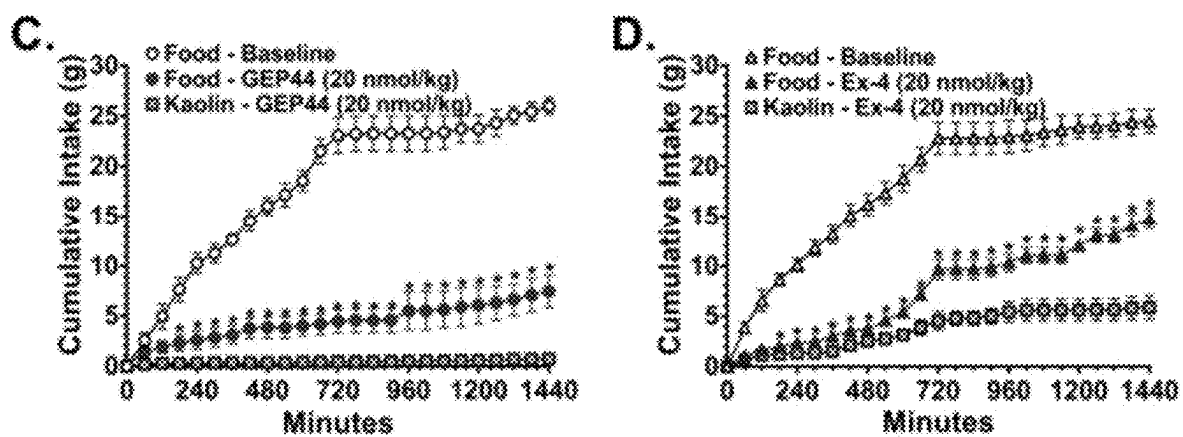 C.
Food - Baseline
Food - GEP44 (20 nmol/kg)
Kaolin - GEP44 (20 nmol/kg)
Cumulative Intake (g)
30
25
20
15
10
5
0
0 240 480 720 960 1200 1440
Minutes
D.
Food - Baseline
Food - Ex-4 (20 nmol/kg)
Kaolin - Ex-4 (20 nmol/kg)
Cumulative Intake (g)
30
25
20
15
10
5
0
0 240 480 720 960 1200 1440
Minutes